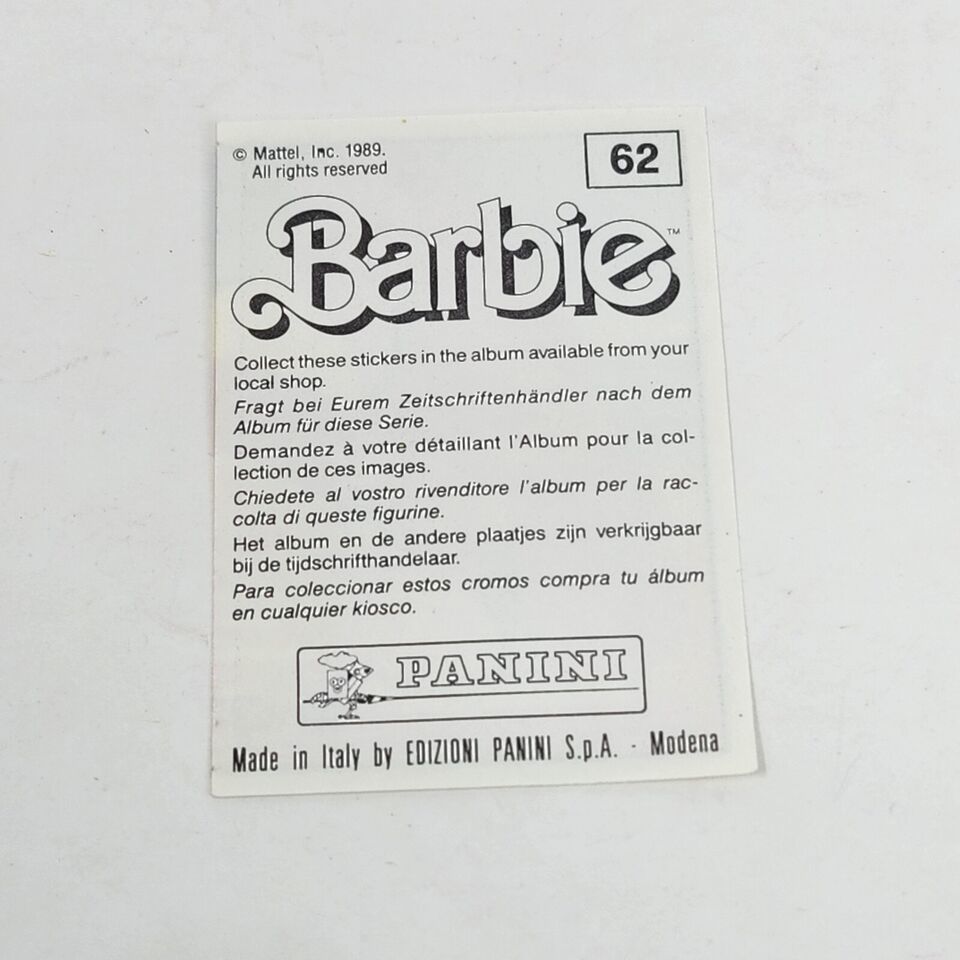 © Mattel, Inc. 1989.
All rights reserved
62
Barbie™
Collect these stickers in the album available from your
local shop.
Fragt bei Eurem Zeitschriftenhändler nach dem
Album für diese Serie.
Demandez à votre détaillant l'Album pour la col-
lection de ces images.
Chiedete al vostro rivenditore l'album per la rac-
colta di queste figurine.
Het album en de andere plaatjes zijn verkrijgbaar
bij de tijdschrifthandelaar.
Para coleccionar estos cromos compra tu álbum
en cualquier kiosco.
PANINI
Made in Italy by EDIZIONI PANINI S.p.A. - Modena